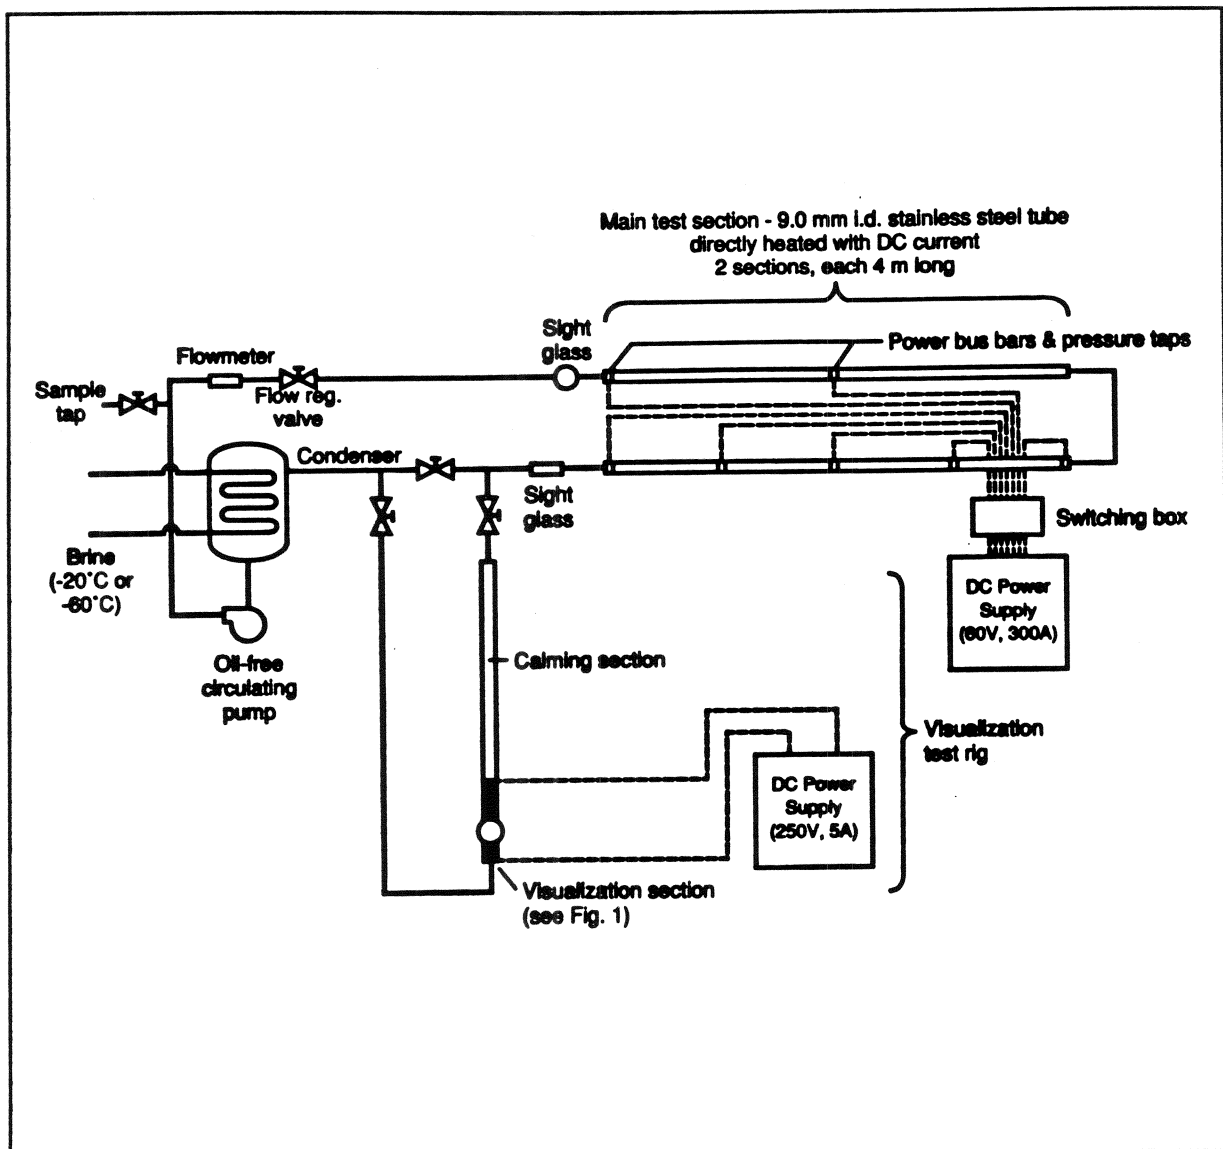 Main test section - 9.0 mm i.d. stainless steel tube
directly heated with DC current
2 sections, each 4 m long
Sight
glass
Power bus bars & pressure taps
Flowmeter
Sample
tap
Flow reg.
valve
Condenser
Sight
glass
Switching box
Brine
(-20°C or
-60°C)
DC Power
Supply
(60V, 300A)
Oil-free
circulating
pump
Calming section
Visualization
test rig
DC Power
Supply
(250V, 5A)
Visualization section
(see Fig. 1)